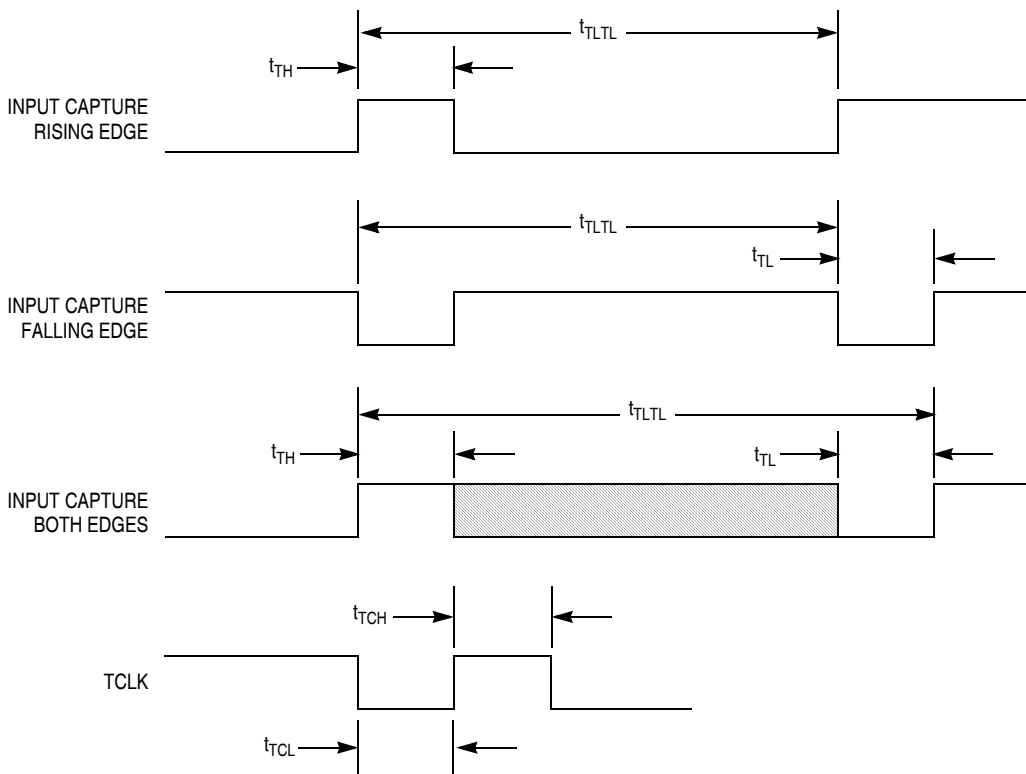 tTLTL
tTH
INPUT CAPTURE
RISING EDGE
tTLTL
tTL
INPUT CAPTURE
FALLING EDGE
tTLTL
tTH
tTL
INPUT CAPTURE
BOTH EDGES
tTCH
TCLK
tTCL